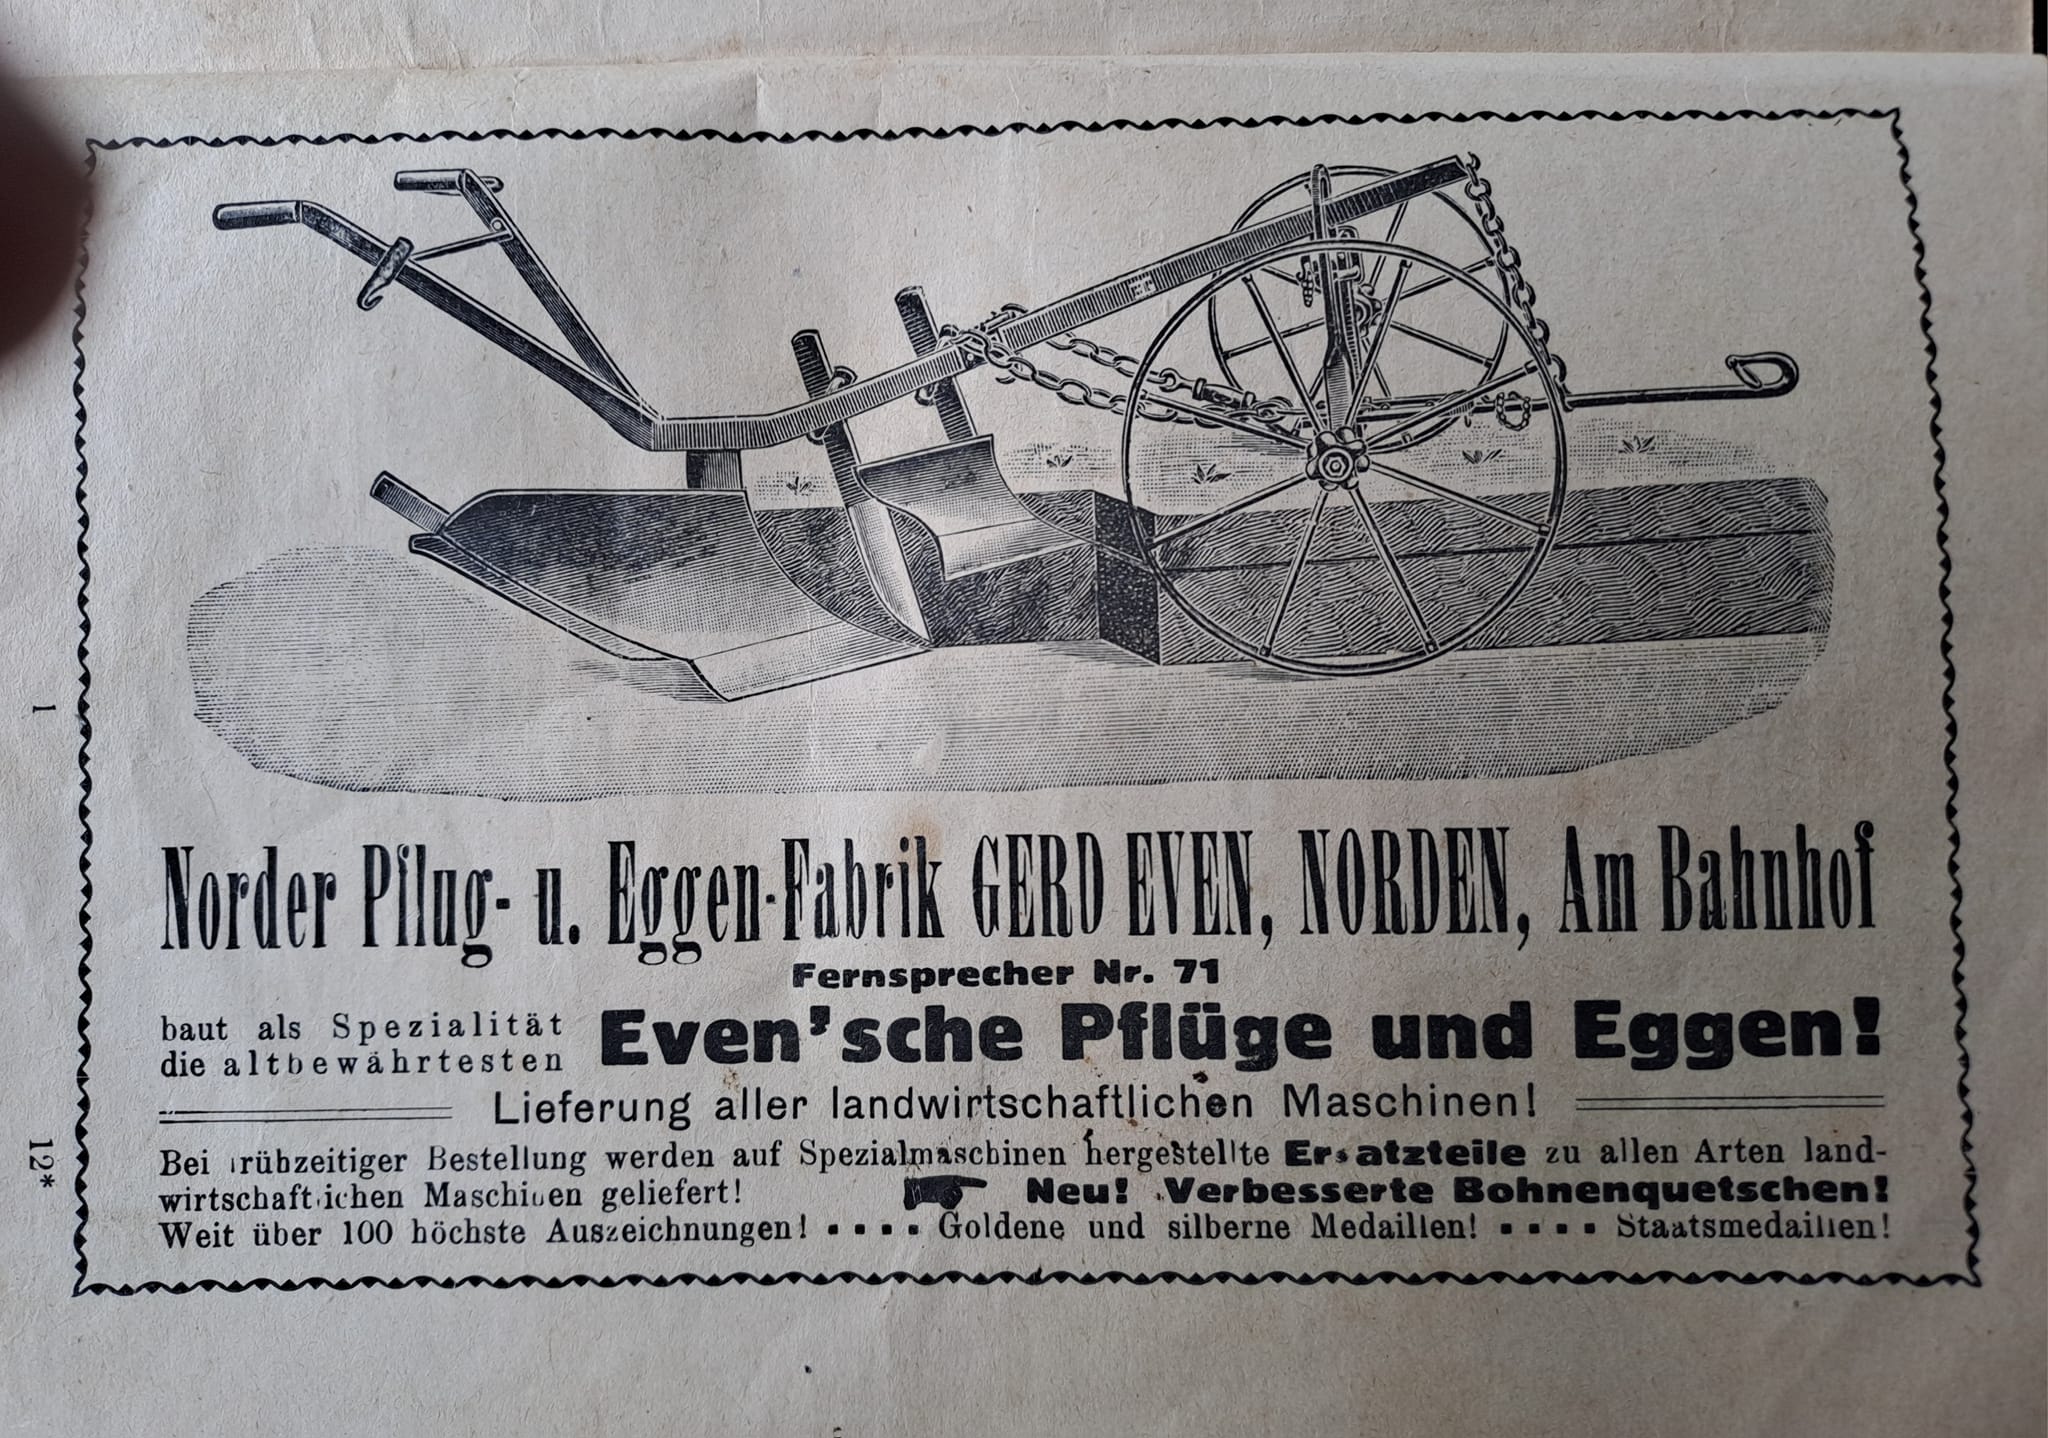 Norder Pflug- u. Eggen-Fabrik GERD EVEN, NORDEN, Am Bahnhof
Fernsprecher Nr. 71
baut als Spezialität
die altbewährtesten
Even'sche Pflüge und Eggen!
Lieferung aller landwirtschaftlichen Maschinen!
Bei frühzeitiger Bestellung werden auf Spezialmaschinen hergestellte Ersatzteile zu allen Arten land-
wirtschaftlichen Maschinen geliefert! Neu! Verbesserte Bohnenquetschen!
Weit über 100 höchste Auszeichnungen! Goldene und silberne Medaillen! Staatsmedaillen!
1
12*